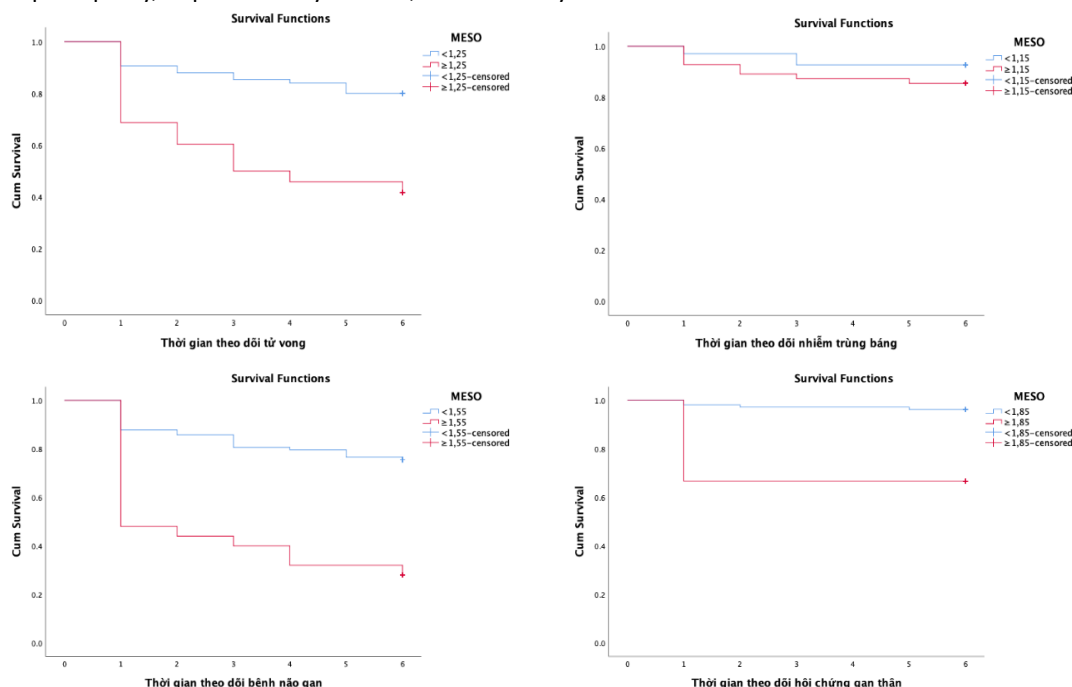 Survival Functions
MESO
<1,25
≥1,25
<1,25-censored
≥1,25-censored
1.0
0.8
0.6
0.4
0.2
0.0
Cum Survival
0 1 2 3 4 5 6
Thời gian theo dõi tử vong
Survival Functions
MESO
<1,15
≥1,15
<1,15-censored
≥1,15-censored
1.0
0.8
0.6
0.4
0.2
0.0
Cum Survival
0 1 2 3 4 5 6
Thời gian theo dõi nhiễm trùng báng
Survival Functions
MESO
<1,55
≥1,55
<1,55-censored
≥1,55-censored
1.0
0.8
0.6
0.4
0.2
0.0
Cum Survival
0 1 2 3 4 5 6
Thời gian theo dõi bệnh não gan
Survival Functions
MESO
<1,85
≥1,85
<1,85-censored
≥1,85-censored
1.0
0.8
0.6
0.4
0.2
0.0
Cum Survival
0 1 2 3 4 5 6
Thời gian theo dõi hội chứng gan thận